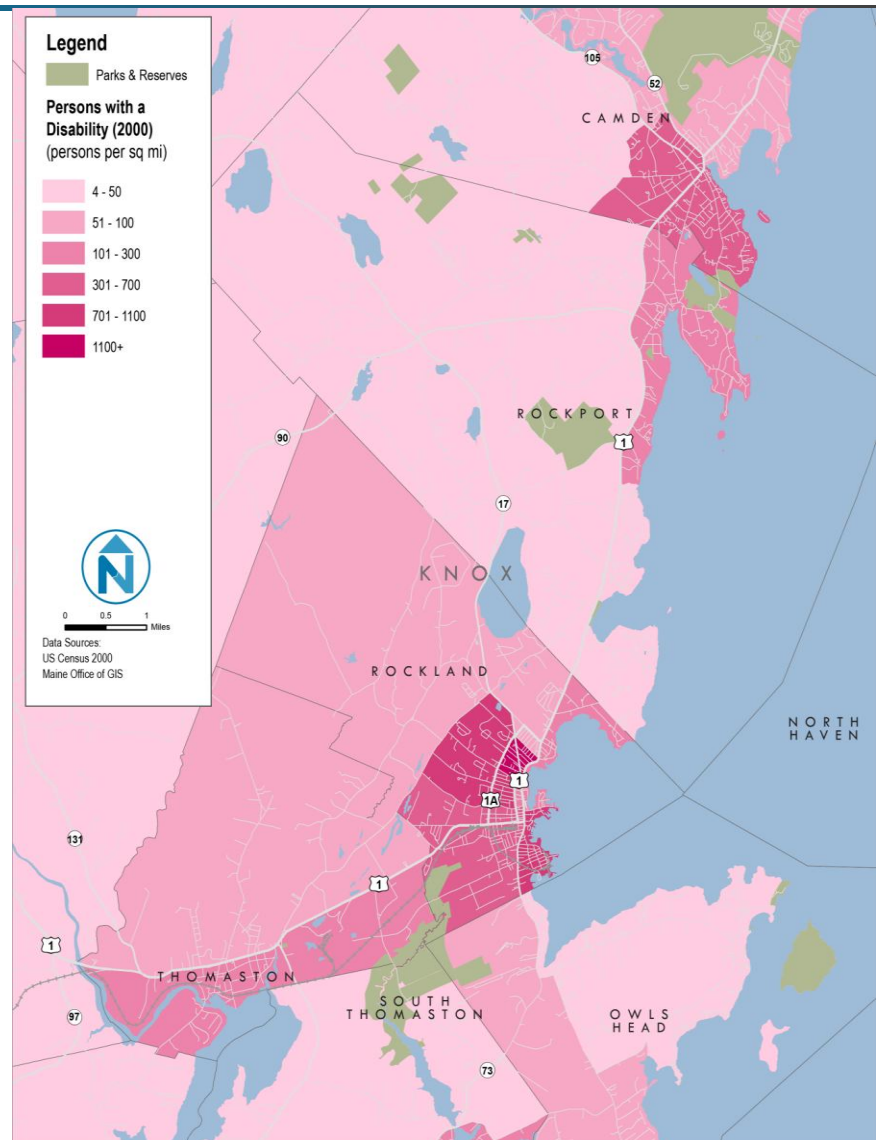 Legend
Parks & Reserves
Persons with a
Disability (2000)
(persons per sq mi)
4 - 50
51 - 100
101 - 300
301 - 700
701 - 1100
1100+
N
0 0.5 1
Miles
Data Sources:
US Census 2000
Maine Office of GIS
105
52
CAMDEN
ROCKPORT
1
90
17
KNOX
ROCKLAND
NORTH
HAVEN
1
1A
131
1
1
THOMASTON
SOUTH
THOMASTON
OWLS
HEAD
97
73